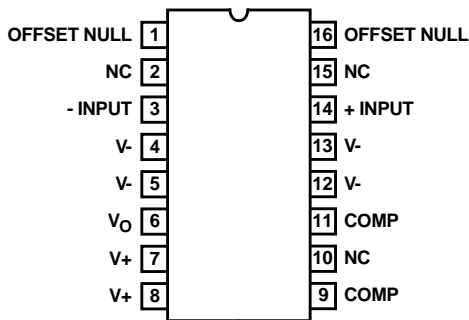 OFFSET NULL 1 16 OFFSET NULL
NC 2 15 NC
- INPUT 3 14 + INPUT
V- 4 13 V-
V- 5 12 V-
VO 6 11 COMP
V+ 7 10 NC
V+ 8 9 COMP